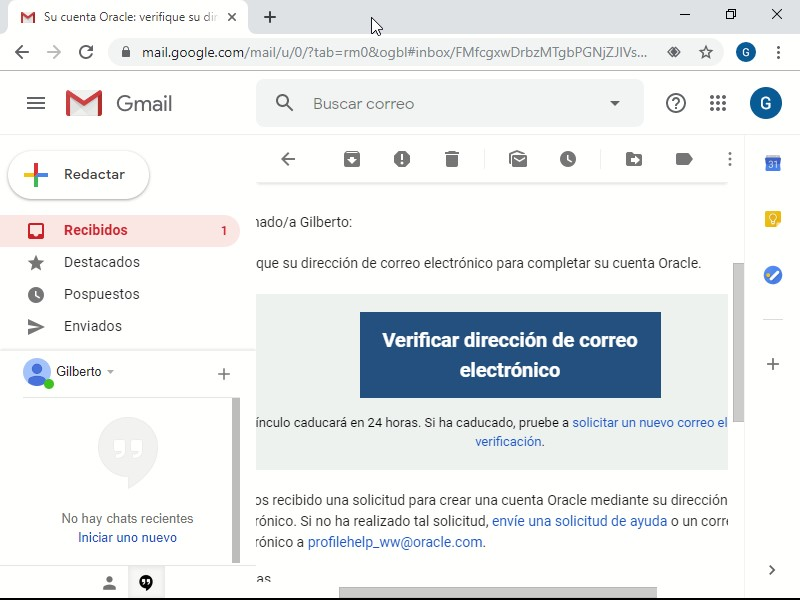 Su cuenta Oracle: verifique su dir
mail.google.com/mail/u/0/?tab=rm0&ogbl#inbox/FMfcgxwDrbzMTgbPGNjZJIVs...
G
Gmail
Buscar correo
G
Redactar
31
Recibidos 1
Destacados
Pospuestos
Enviados
Gilberto
No hay chats recientes
Iniciar uno nuevo
nado/a Gilberto:
que su dirección de correo electrónico para completar su cuenta Oracle.
Verificar dirección de correo
electrónico
ínculo caducará en 24 horas. Si ha caducado, pruebe a solicitar un nuevo correo el
verificación.
os recibido una solicitud para crear una cuenta Oracle mediante su dirección
rónico. Si no ha realizado tal solicitud, envíe una solicitud de ayuda o un corre
rónico a profilehelp_ww@oracle.com.
as